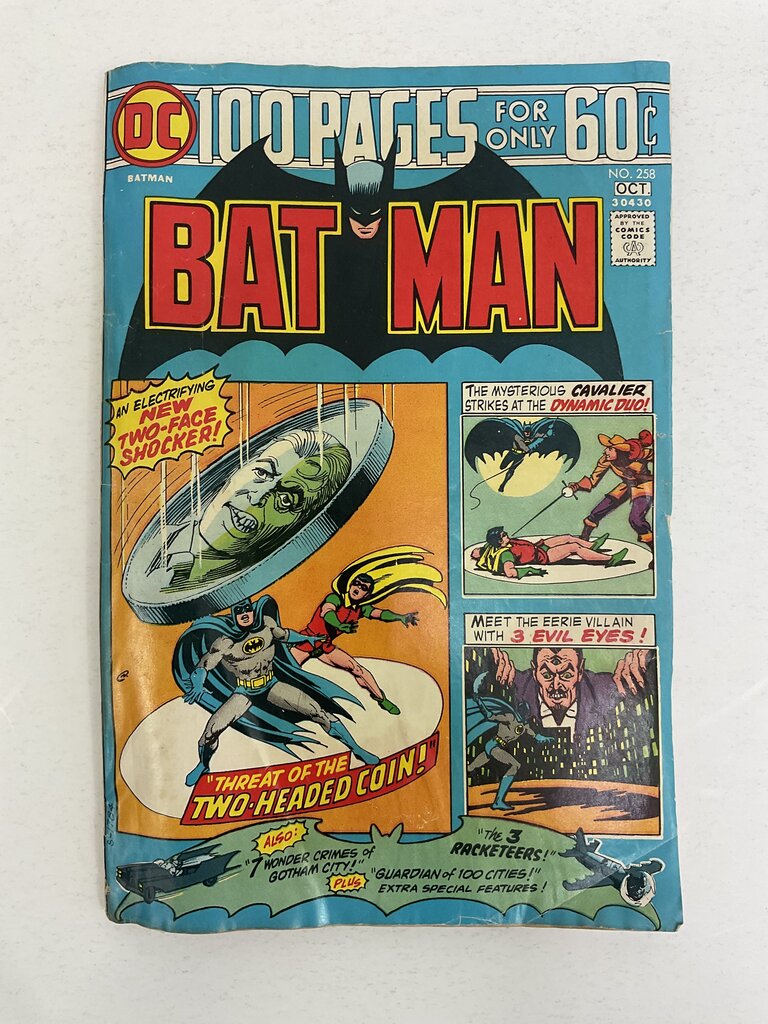 DC 100 PAGES FOR ONLY 60¢
BATMAN
NO. 258
OCT.
30430
APPROVED
BY THE
COMICS
CODE
CA
AUTHORITY
BATMAN
AN ELECTRIFYING
NEW
TWO-FACE
SHOCKER!
THE MYSTERIOUS CAVALIER
STRIKES AT THE DYNAMIC DUO!
MEET THE EERIE VILLAIN
WITH 3 EVIL EYES!
"THREAT OF THE
TWO-HEADED COIN!"
ALSO:
"7 WONDER CRIMES of
GOTHAM CITY!"
"THE 3
RACKETEERS!"
PLUS
"GUARDIAN of 100 CITIES!"
EXTRA SPECIAL FEATURES!